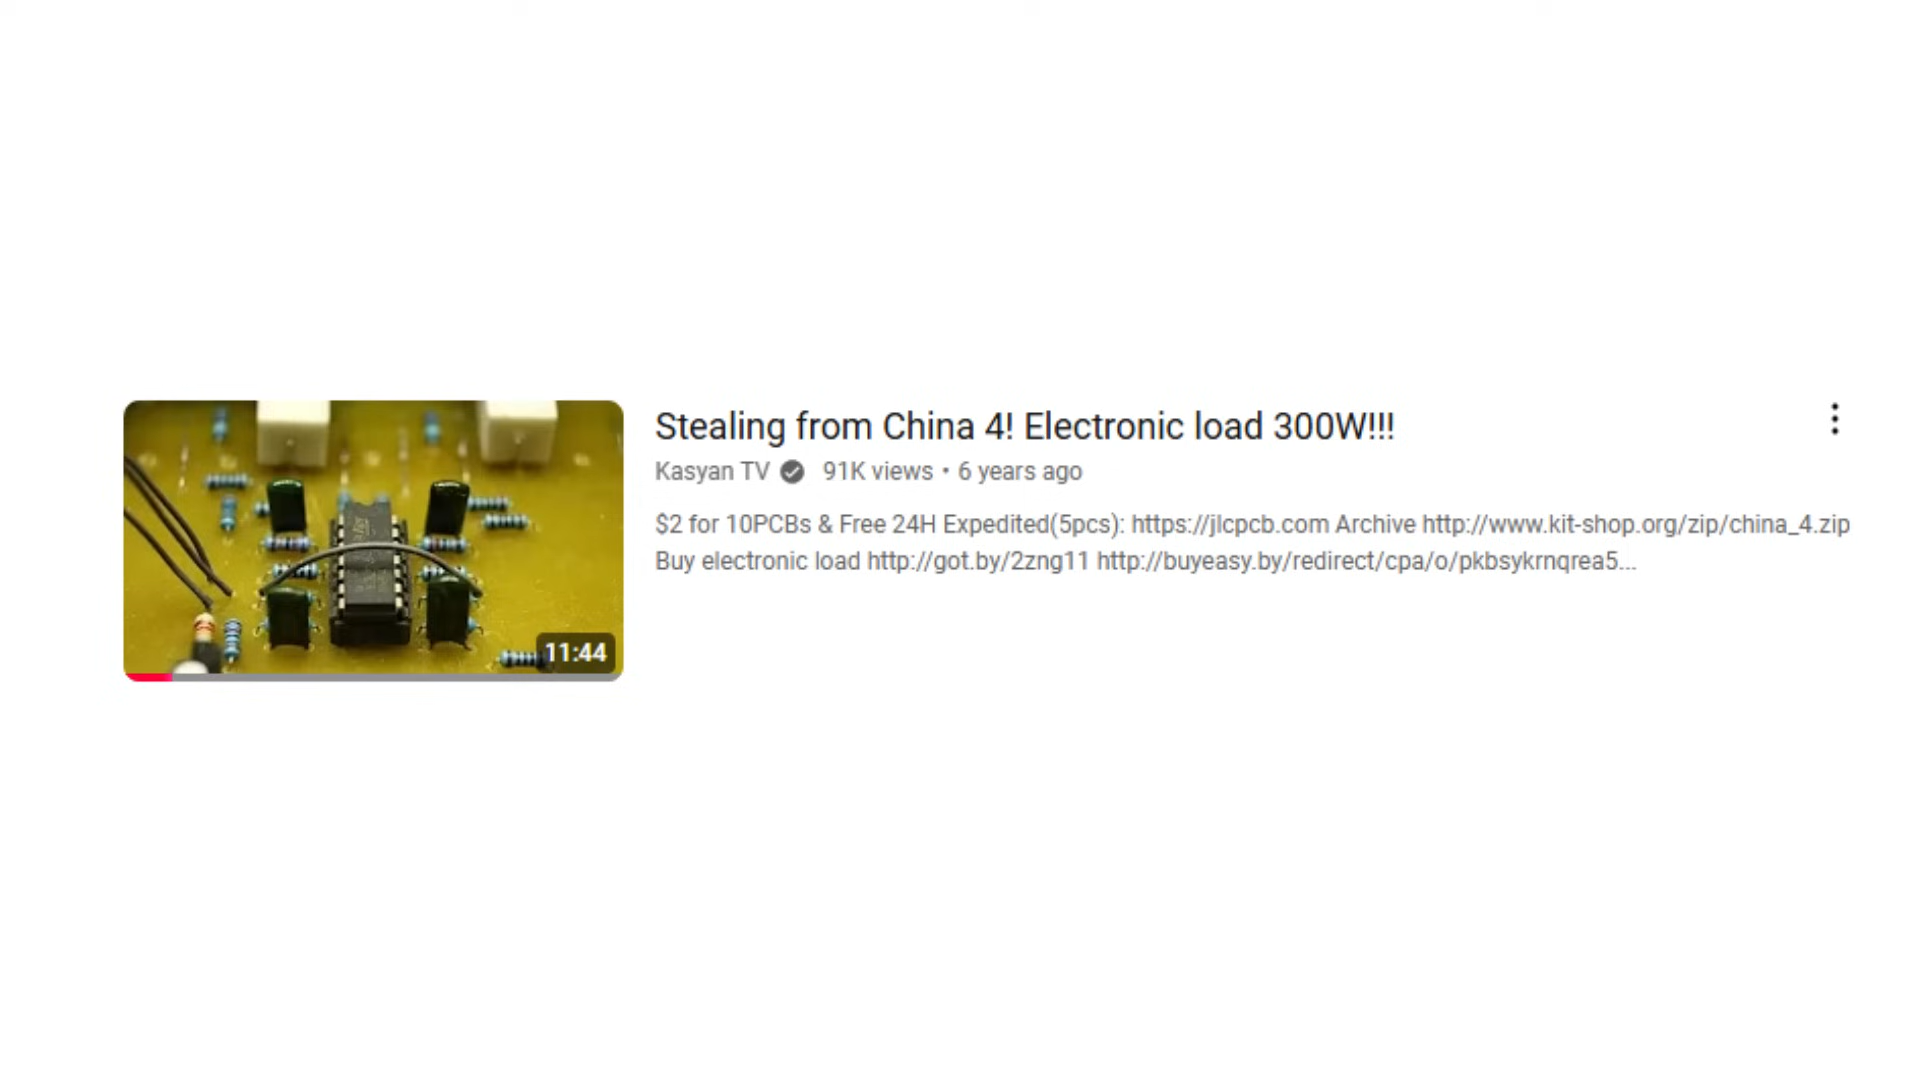 Stealing from China 4! Electronic load 300W!!!
Kasyan TV 91K views • 6 years ago
$2 for 10PCBs & Free 24H Expedited(5pcs): https://jlcpcb.com Archive http://www.kit-shop.org/zip/china_4.zip
Buy electronic load http://got.by/2zng11 http://buyeasy.by/redirect/cpa/o/pkbsykrnqrea5...
11:44